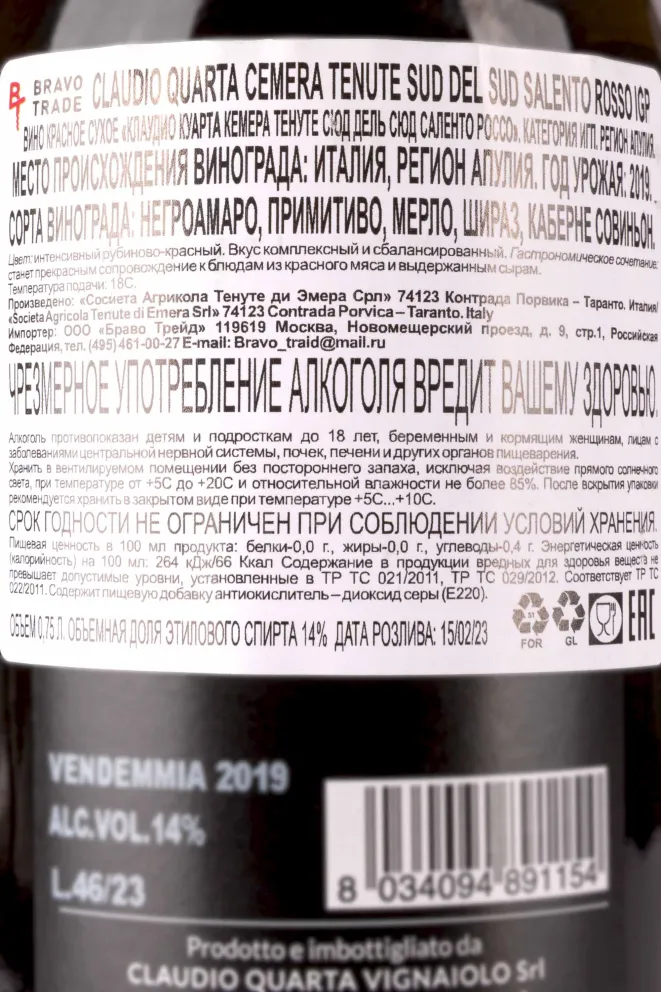 BRAVO TRADE CLAUDIO QUARTA CEMERA TENUTE SUD DEL SUD SALENTO ROSSO IGP
ВИНО КРАСНОЕ СУХОЕ «КЛАУДИО КУАРТА КЕМЕРА ТЕНУТЕ СЮД ДЕЛЬ СЮД САЛЕНТО РОССО». КАТЕГОРИЯ ИГП. РЕГИОН АПУЛИЯ.
МЕСТО ПРОИСХОЖДЕНИЯ ВИНОГРАДА: ИТАЛИЯ, РЕГИОН АПУЛИЯ. ГОД УРОЖАЯ: 2019.
СОРТА ВИНОГРАДА: НЕГРОАМАРО, ПРИМИТИВО, МЕРЛО, ШИРАЗ, КАБЕРНЕ СОВИНЬОН.
Цвет: интенсивный рубиново-красный. Вкус комплексный и сбалансированный. Гастрономическое сочетание:
станет прекрасным сопровождение к блюдам из красного мяса и выдержанным сырам.
Температура подачи: 18С.
Произведено: «Сосиета Агрикола Тенуте ди Эмера Срл» 74123 Контрада Порвика – Таранто. Италия/
«Societa Agricola Tenute di Emera Srl» 74123 Contrada Porvica – Taranto. Italy
Импортер: ООО «Браво Трейд» 119619 Москва, Новомещерский проезд, д. 9, стр.1, Российская
Федерация, тел. (495) 461-00-27 E-mail: Bravo_traid@mail.ru
ЧРЕЗМЕРНОЕ УПОТРЕБЛЕНИЕ АЛКОГОЛЯ ВРЕДИТ ВАШЕМУ ЗДОРОВЬЮ.
Алкоголь противопоказан детям и подросткам до 18 лет, беременным и кормящим женщинам, лицам с
заболеваниями центральной нервной системы, почек, печени и других органов пищеварения.
Хранить в вентилируемом помещении без постороннего запаха, исключая воздействие прямого солнечного
света, при температуре от +5С до +20С и относительной влажности не более 85%. После вскрытия упаковки
рекомендуется хранить в закрытом виде при температуре +5С...+10С.
СРОК ГОДНОСТИ НЕ ОГРАНИЧЕН ПРИ СОБЛЮДЕНИИ УСЛОВИЙ ХРАНЕНИЯ.
Пищевая ценность в 100 мл продукта: белки-0,0 г., жиры-0,0 г., углеводы-0,4 г. Энергетическая ценность
(калорийность) на 100 мл: 264 кДж/66 Ккал Содержание в продукции вредных для здоровья веществ не
превышает допустимые уровни, установленные в ТР ТС 021/2011, ТР ТС 029/2012. Соответствует ТР ТС
022/2011. Содержит пищевую добавку антиокислитель – диоксид серы (Е220).
ОБЪЕМ 0,75 Л. ОБЪЕМНАЯ ДОЛЯ ЭТИЛОВОГО СПИРТА 14% ДАТА РОЗЛИВА: 15/02/23
51 FOR GL EAC
VENDEMMIA 2019
ALC.VOL.14%
L.46/23
8 034094 891154
Prodotto e imbottigliato da
CLAUDIO QUARTA VIGNAIOLO Srl